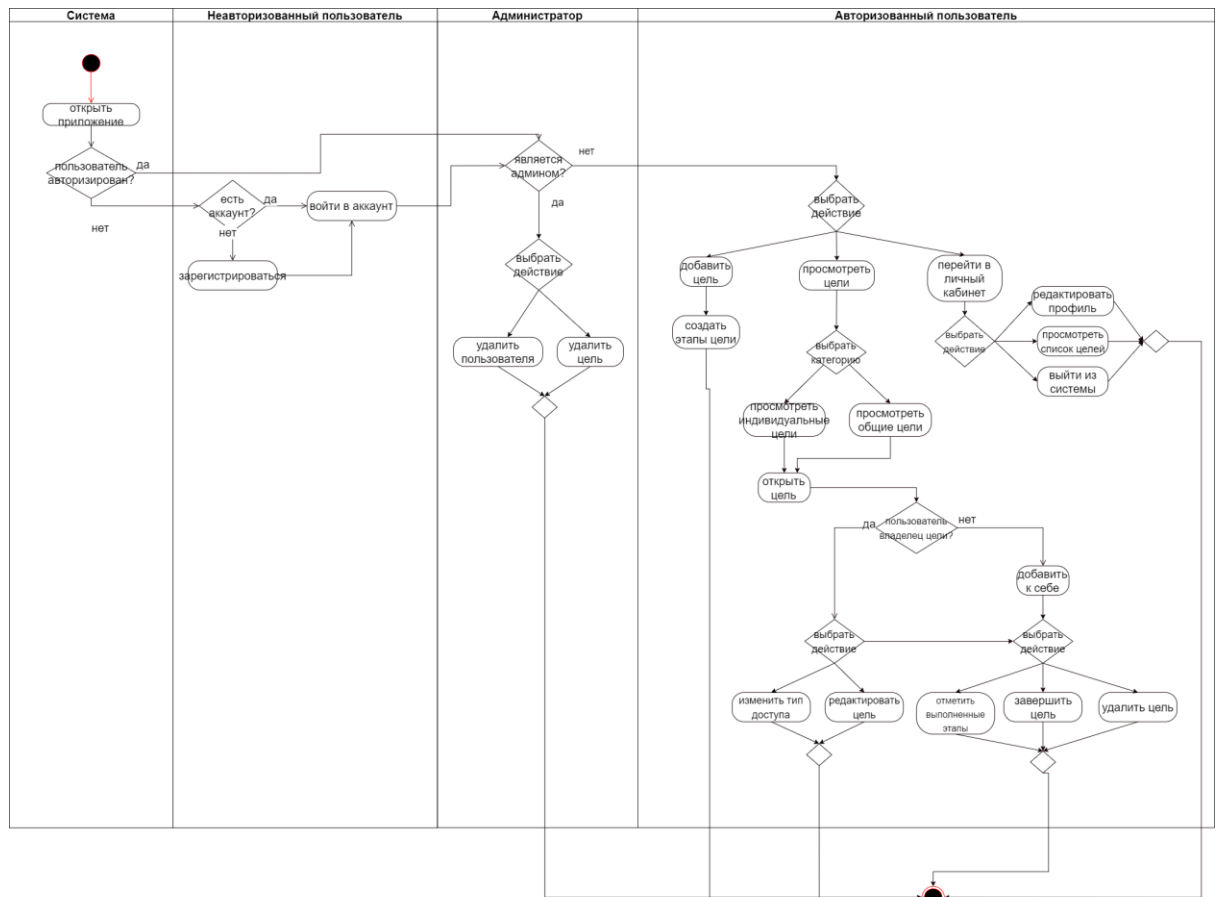 Система
Неавторизованный пользователь
Администратор
Авторизованный пользователь
открыть
приложение
пользователь
авторизирован?
да
нет
есть
аккаунт?
да
нет
войти в аккаунт
зарегистрироваться
является
админом?
нет
да
выбрать
действие
удалить
пользователя
удалить
цель
выбрать
действие
добавить
цель
просмотреть
цели
перейти в
личный
кабинет
создать
этапы цели
выбрать
категорию
выбрать
действие
редактировать
профиль
просмотреть
список целей
выйти из
системы
просмотреть
индивидуальные
цели
просмотреть
общие цели
открыть
цель
пользователь
владелец цели?
да
нет
добавить
к себе
выбрать
действие
выбрать
действие
изменить тип
доступа
редактировать
цель
отметить
выполненные
этапы
завершить
цель
удалить цель